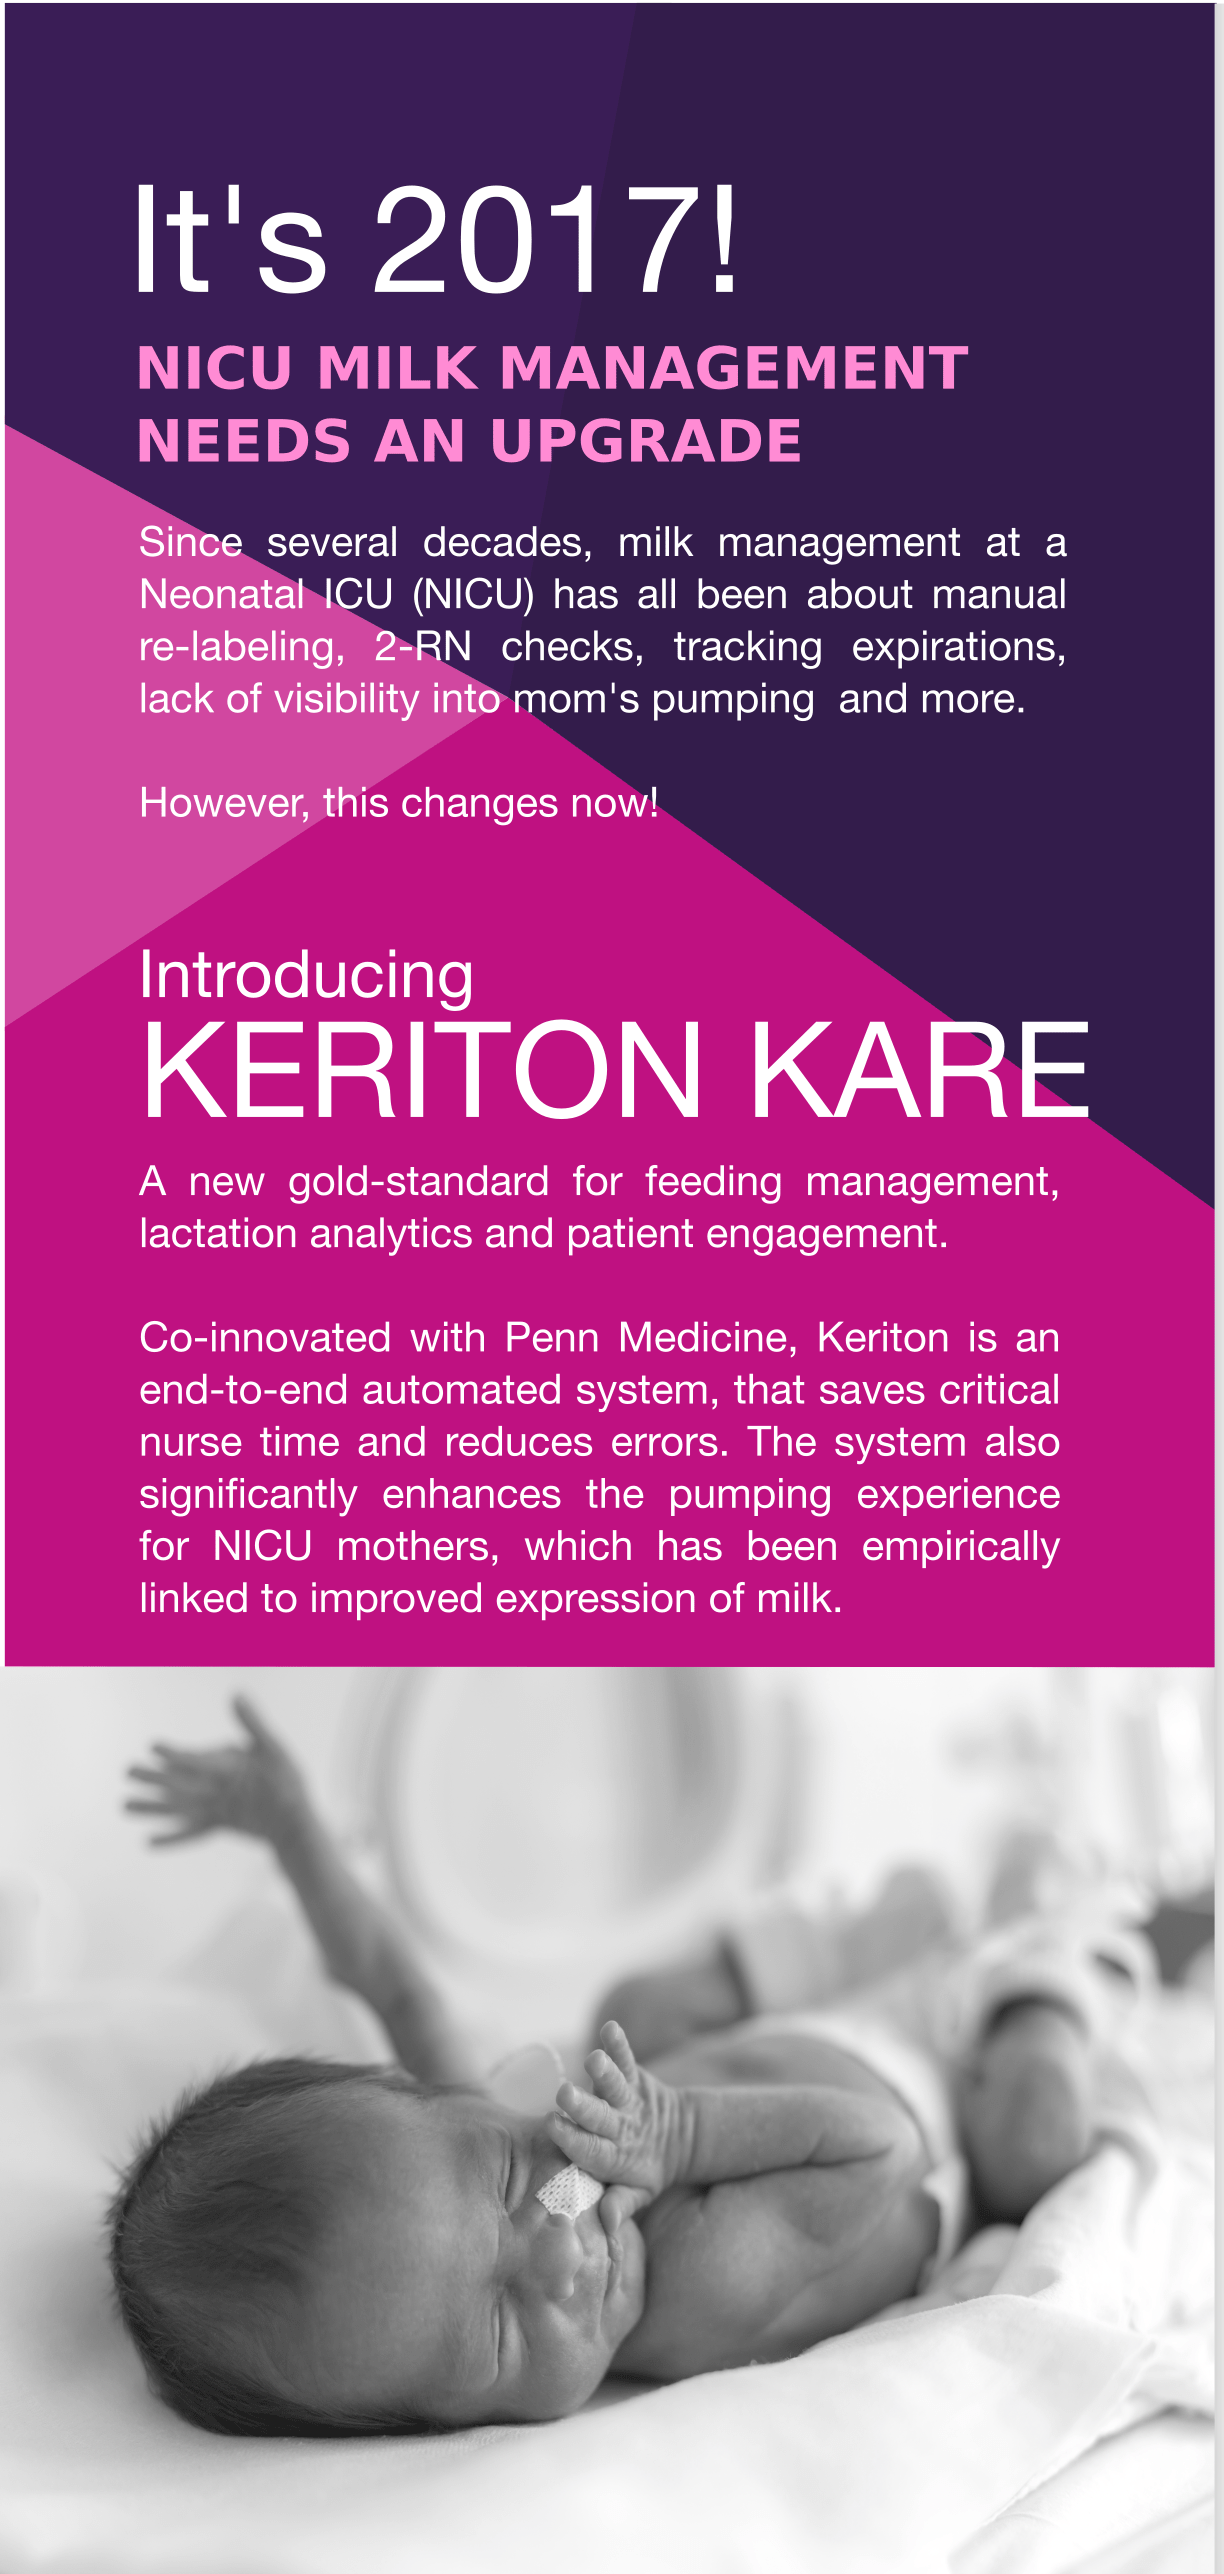 It's 2017!
NICU MILK MANAGEMENT
NEEDS AN UPGRADE
Since several decades, milk management at a
Neonatal ICU (NICU) has all been about manual
re-labeling, 2-RN checks, tracking expirations,
lack of visibility into mom's pumping and more.
However, this changes now!
Introducing
KERITON KARE
A new gold-standard for feeding management,
lactation analytics and patient engagement.
Co-innovated with Penn Medicine, Keriton is an
end-to-end automated system, that saves critical
nurse time and reduces errors. The system also
significantly enhances the pumping experience
for NICU mothers, which has been empirically
linked to improved expression of milk.